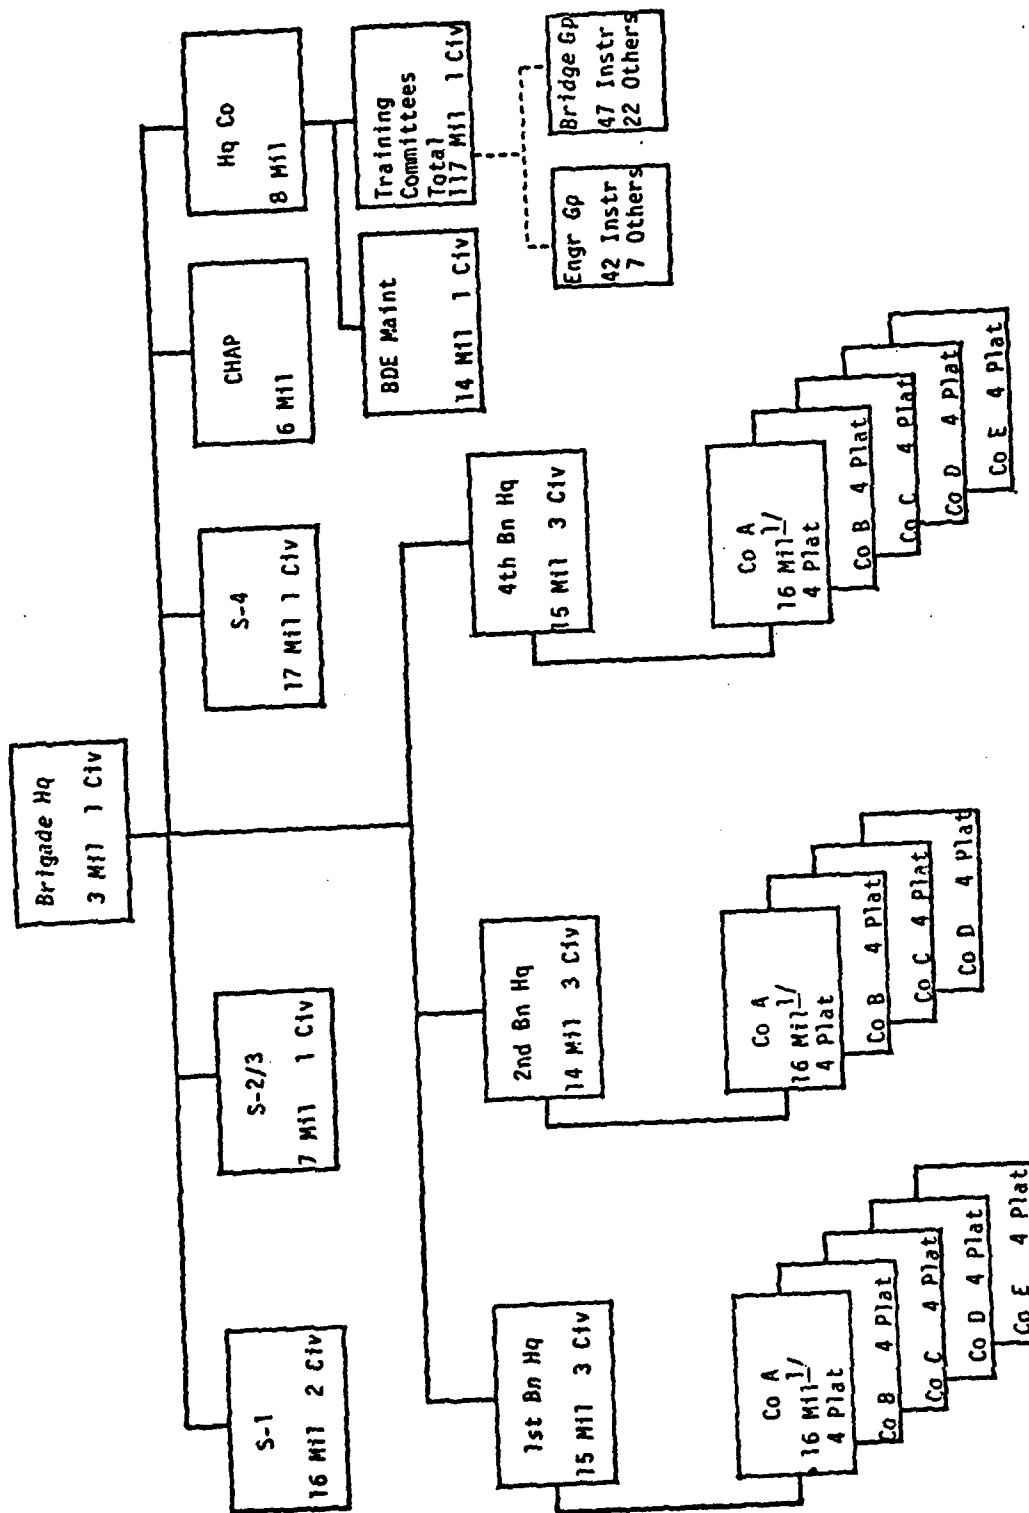 Brigade Hq
3 Mil 1 Civ
S-1
16 Mil 2 Civ
S-2/3
7 Mil 1 Civ
S-4
17 Mil 1 Civ
CHAP
6 Mil
Hq Co
8 Mil
BDE Maint
14 Mil 1 Civ
Training
Committees
Total
117 Mil 1 Civ
Engr Gp
42 Instr
7 Others
Bridge Gp
47 Instr
22 Others
1st Bn Hq
15 Mil 3 Civ
2nd Bn Hq
14 Mil 3 Civ
4th Bn Hq
15 Mil 3 Civ
Co A
16 Mil 1/
4 Plat
Co B 4 Plat
Co C 4 Plat
Co D 4 Plat
Co E 4 Plat
Co A
16 Mil 1/
4 Plat
Co B 4 Plat
Co C 4 Plat
Co D 4 Plat
Co A
16 Mil 1/
4 Plat
Co B 4 Plat
Co C 4 Plat
Co D 4 Plat
Co E 4 Plat